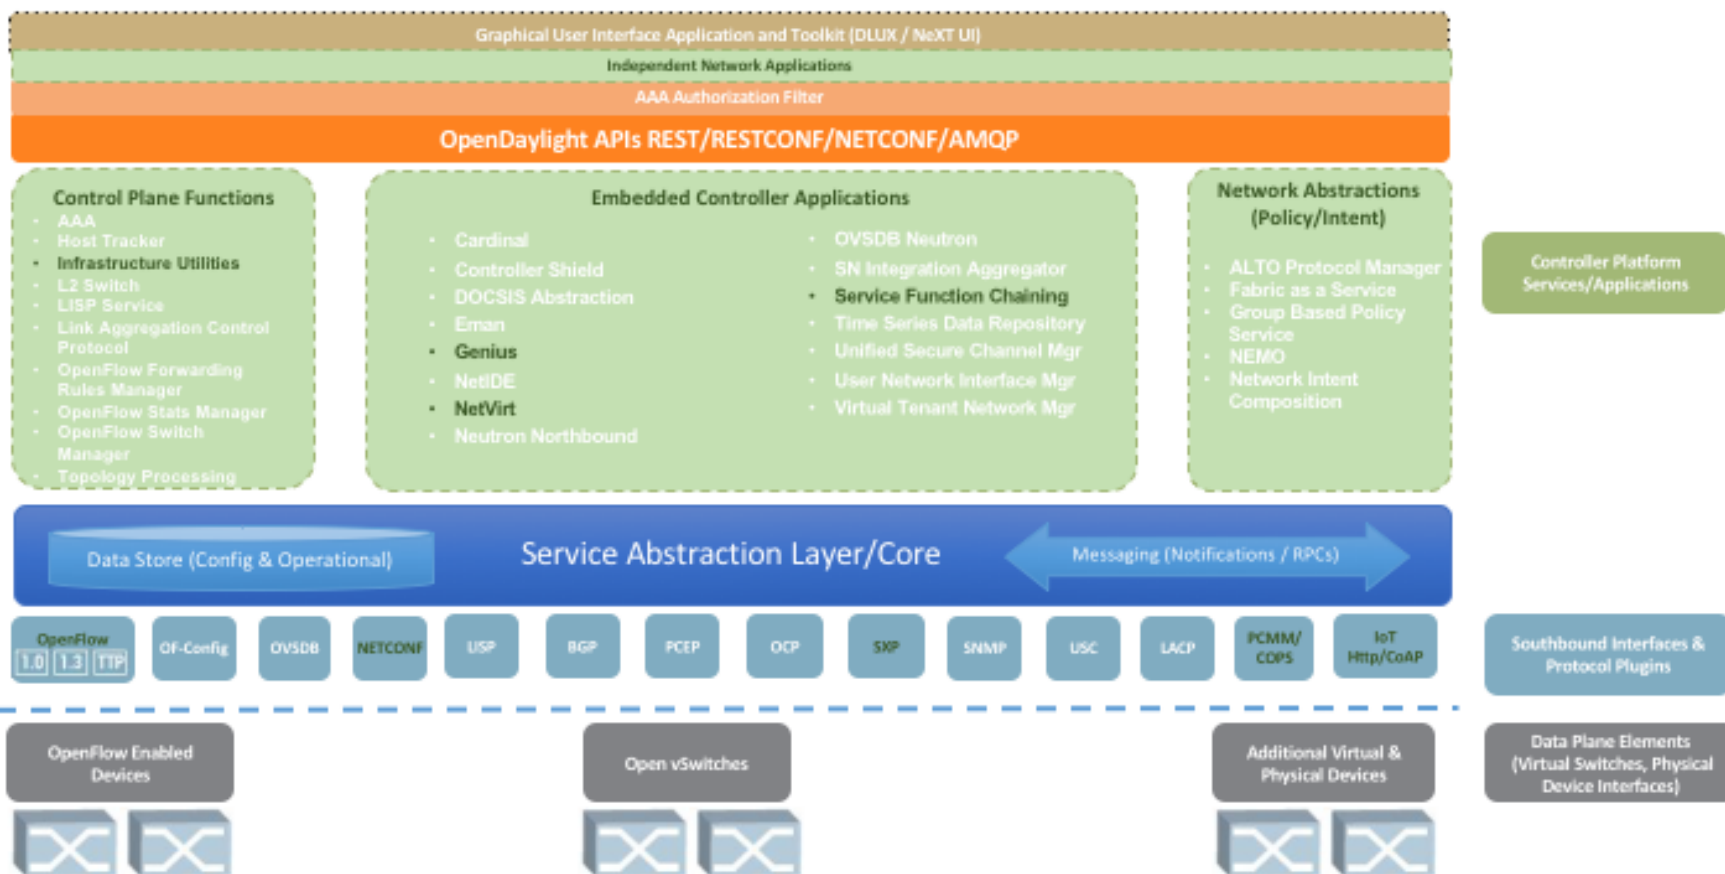 Graphical User Interface Application and Toolkit (DLUX / NeXT UI)
Independent Network Applications
AAA Authorization Filter
OpenDaylight APIs REST/RESTCONF/NETCONF/AMQP
Control Plane Functions
• AAA
• Host Tracker
• Infrastructure Utilities
• L2 Switch
• LISP Service
• Link Aggregation Control
Protocol
• OpenFlow Forwarding
Rules Manager
• OpenFlow Stats Manager
• OpenFlow Switch
Manager
• Topology Processing
Embedded Controller Applications
• Cardinal
• Controller Shield
• DOCSIS Abstraction
• Eman
• Genius
• NetIDE
• NetVirt
• Neutron Northbound
• OVSDB Neutron
• SN Integration Aggregator
• Service Function Chaining
• Time Series Data Repository
• Unified Secure Channel Mgr
• User Network Interface Mgr
• Virtual Tenant Network Mgr
Network Abstractions
(Policy/Intent)
• ALTO Protocol Manager
• Fabric as a Service
• Group Based Policy
Service
• NEMO
• Network Intent
Composition
Controller Platform
Services/Applications
Data Store (Config & Operational)
Service Abstraction Layer/Core
Messaging (Notifications / RPCs)
OpenFlow
1.0 1.3 TTP
OF-Config
OVSDB
NETCONF
LISP
BGP
PCEP
OCP
SXP
SNMP
USC
LACP
PCMM/
COPS
IoT
Http/CoAP
Southbound Interfaces &
Protocol Plugins
OpenFlow Enabled
Devices
Open vSwitches
Additional Virtual &
Physical Devices
Data Plane Elements
(Virtual Switches, Physical
Device Interfaces)